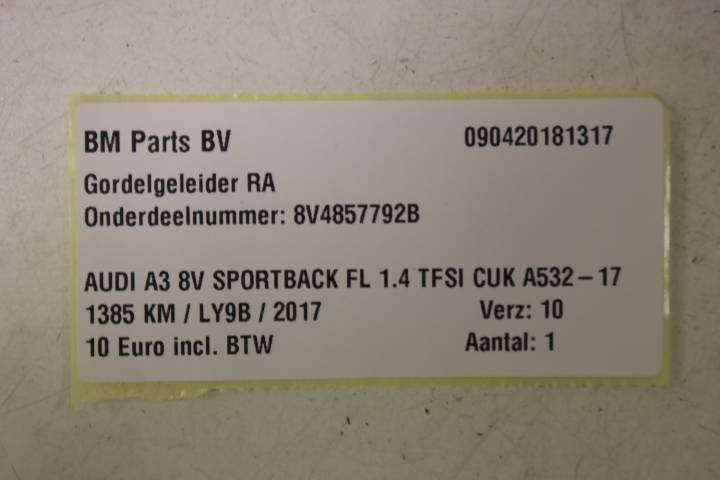 BM Parts BV 090420181317
Gordelgeleider RA
Onderdeelnummer: 8V4857792B
AUDI A3 8V SPORTBACK FL 1.4 TFSI CUK A532-17
1385 KM / LY9B / 2017 Verz: 10
10 Euro incl. BTW Aantal: 1